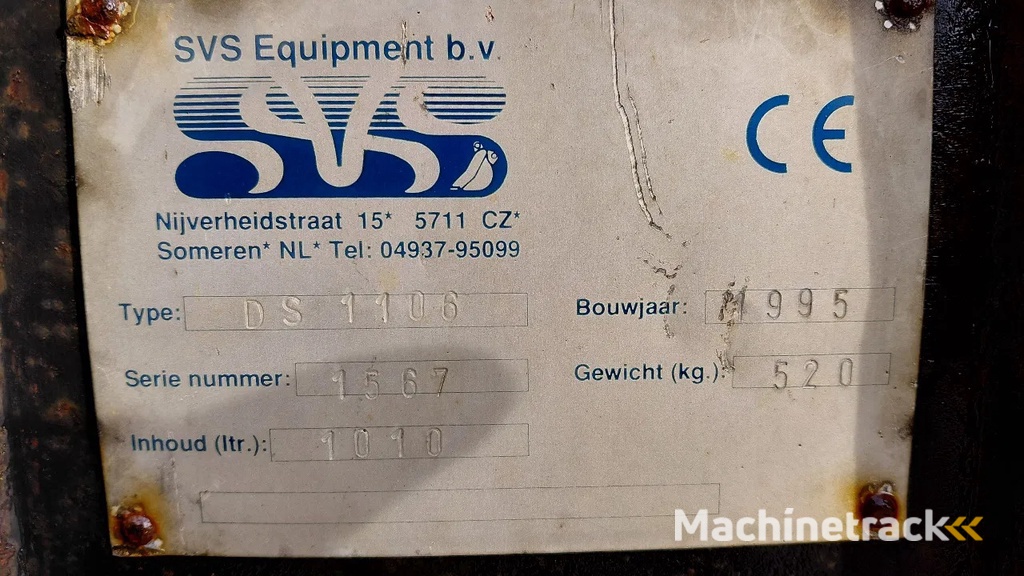 SVS Equipment b.v.
SVS
Nijverheidstraat 15* 5711 CZ*
Someren* NL* Tel: 04937-95099
CE
Type: DS 1106
Bouwjaar: 1995
Serie nummer: 1567
Gewicht (kg.): 520
Inhoud (ltr.): 1010
Machinetrack